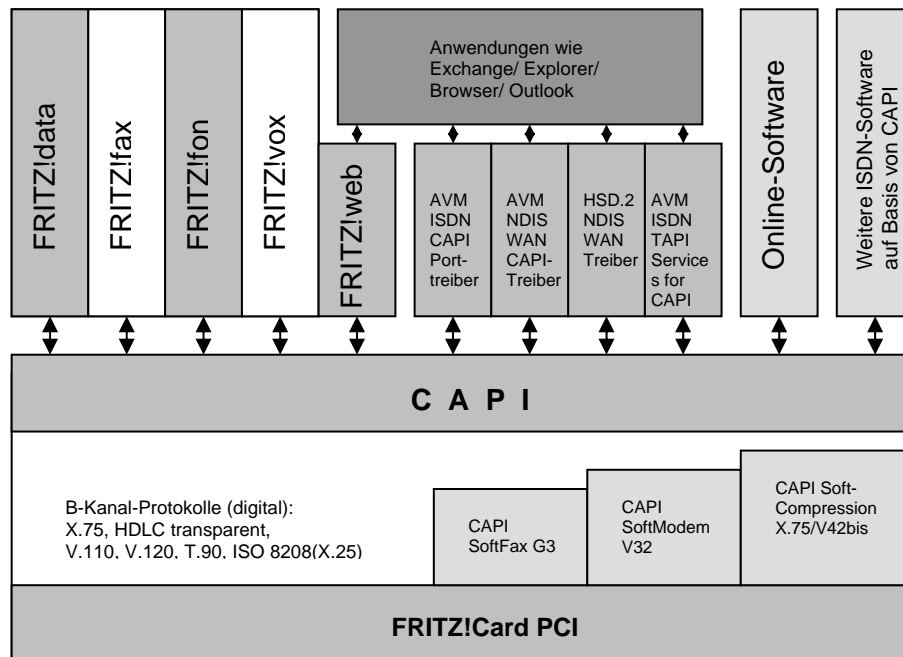 FRITZ!data
FRITZ!fax
FRITZ!fon
FRITZ!vox
FRITZ!web
Anwendungen wie
Exchange/ Explorer/
Browser/ Outlook
AVM
ISDN
CAPI
Port-
treiber
AVM
NDIS
WAN
CAPI-
Treiber
HSD.2
NDIS
WAN
Treiber
AVM
ISDN
TAPI
Service
s for
CAPI
Online-Software
Weitere ISDN-Software
auf Basis von CAPI
C A P I
B-Kanal-Protokolle (digital):
X.75, HDLC transparent,
V.110, V.120, T.90, ISO 8208(X.25)
CAPI
SoftFax G3
CAPI
SoftModem
V32
CAPI Soft-
Compression
X.75/V42bis
FRITZ!Card PCI